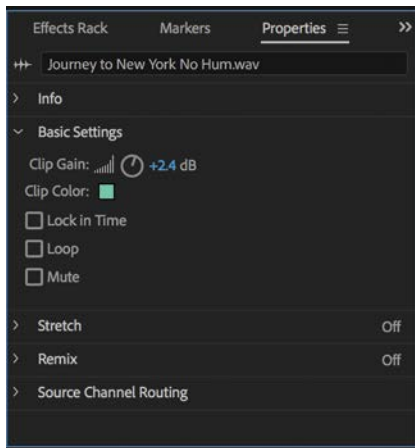 Effects Rack Markers Properties
Journey to New York No Hum.wav
Info
Basic Settings
Clip Gain: +2.4 dB
Clip Color:
Lock in Time
Loop
Mute
Stretch Off
Remix Off
Source Channel Routing